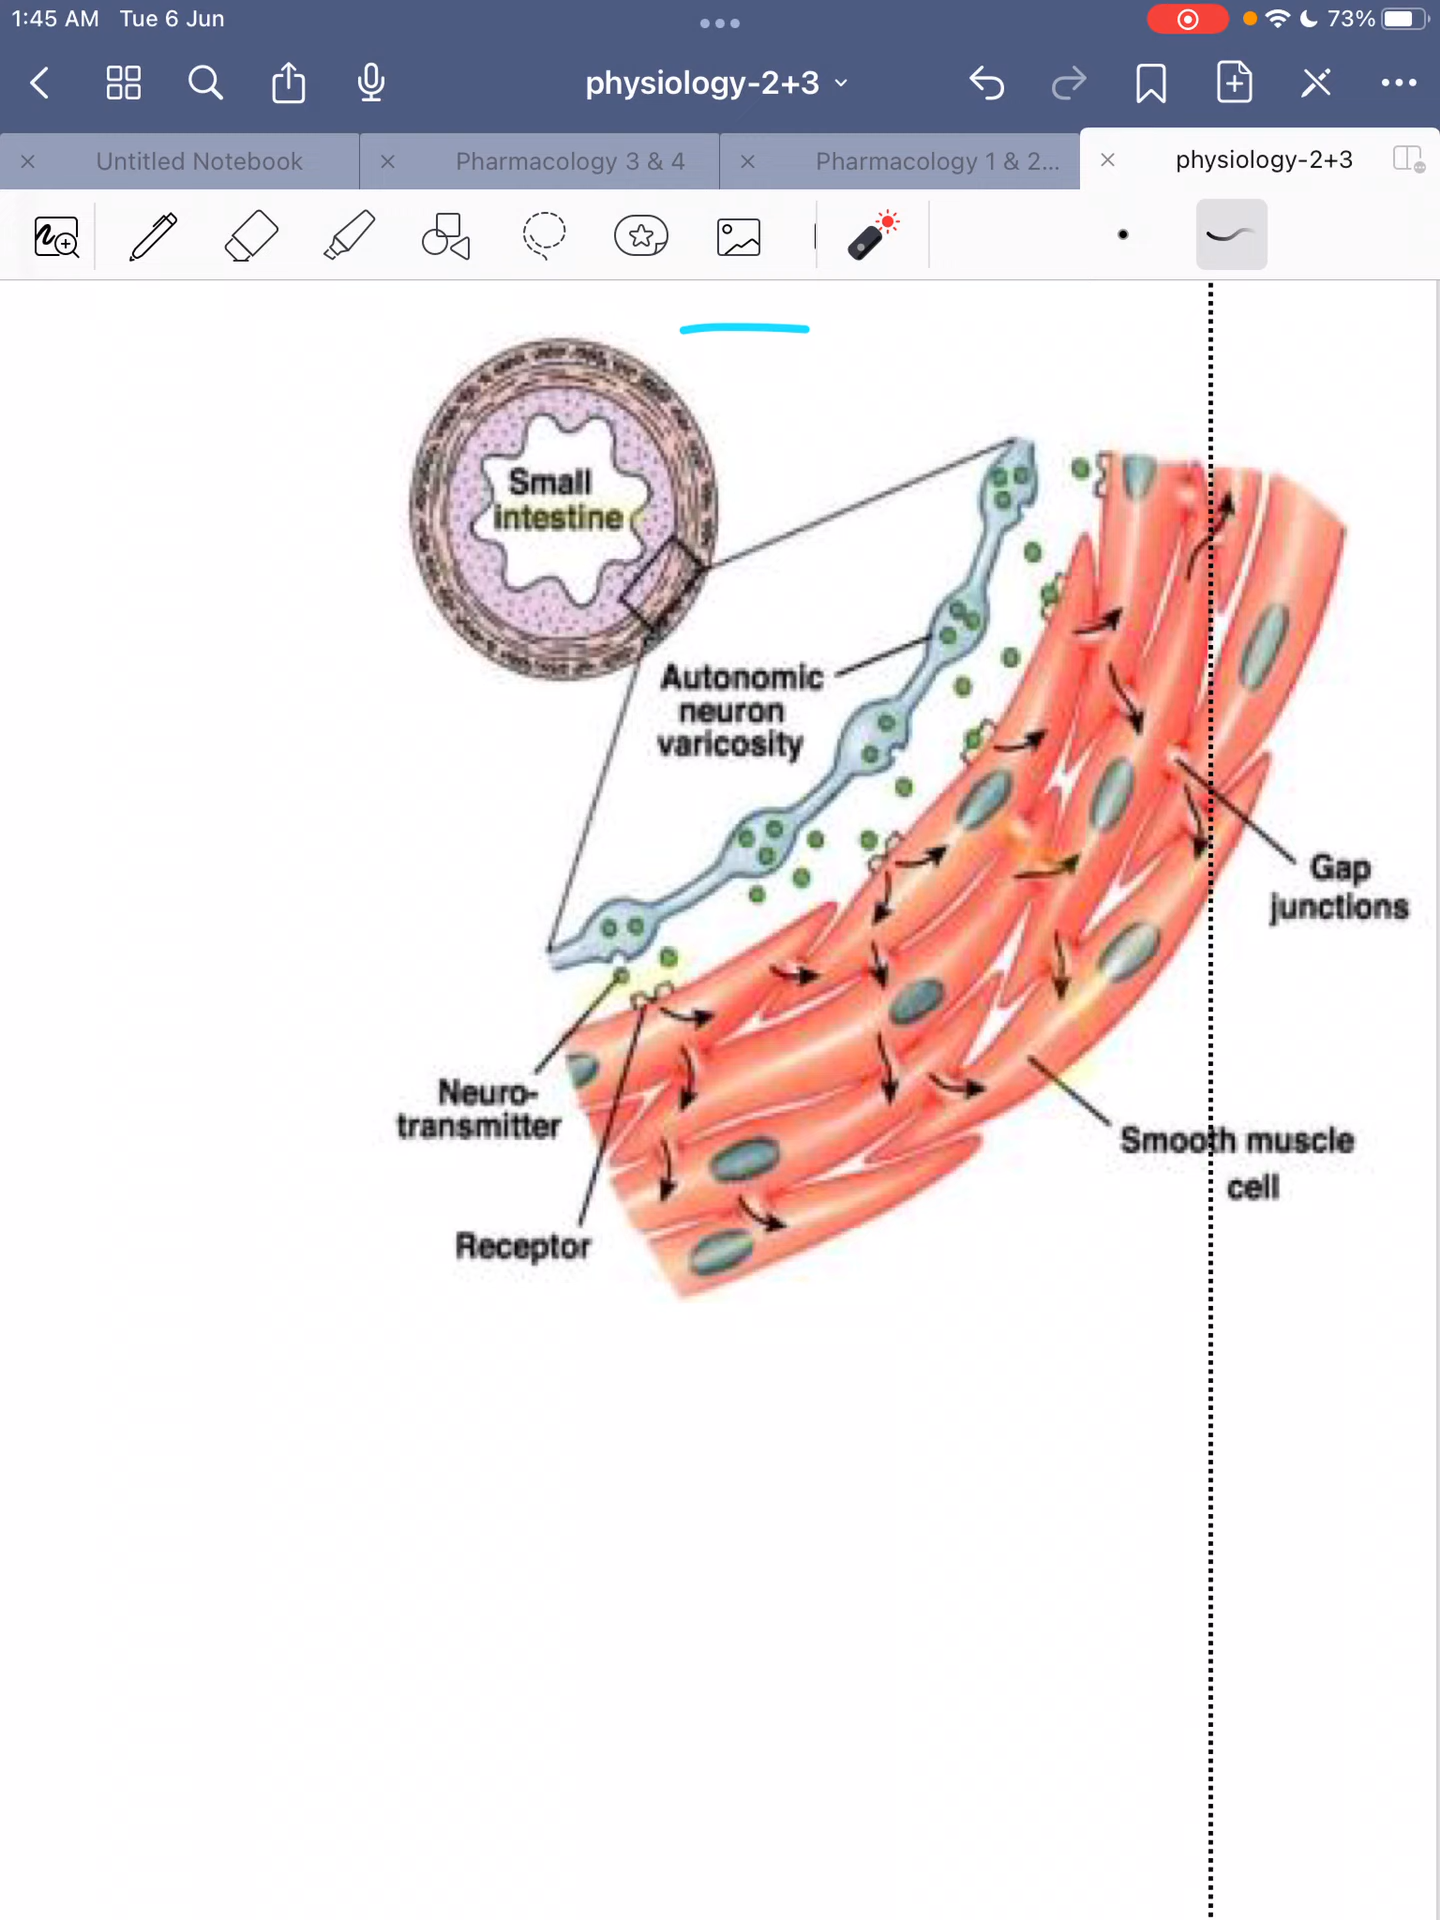 1:45 AM Tue 6 Jun
73%
physiology-2+3
Untitled Notebook
Pharmacology 3 & 4
Pharmacology 1 & 2...
physiology-2+3
Small
intestine
Autonomic
neuron
varicosity
Gap
junctions
Neuro-
transmitter
Smooth muscle
cell
Receptor